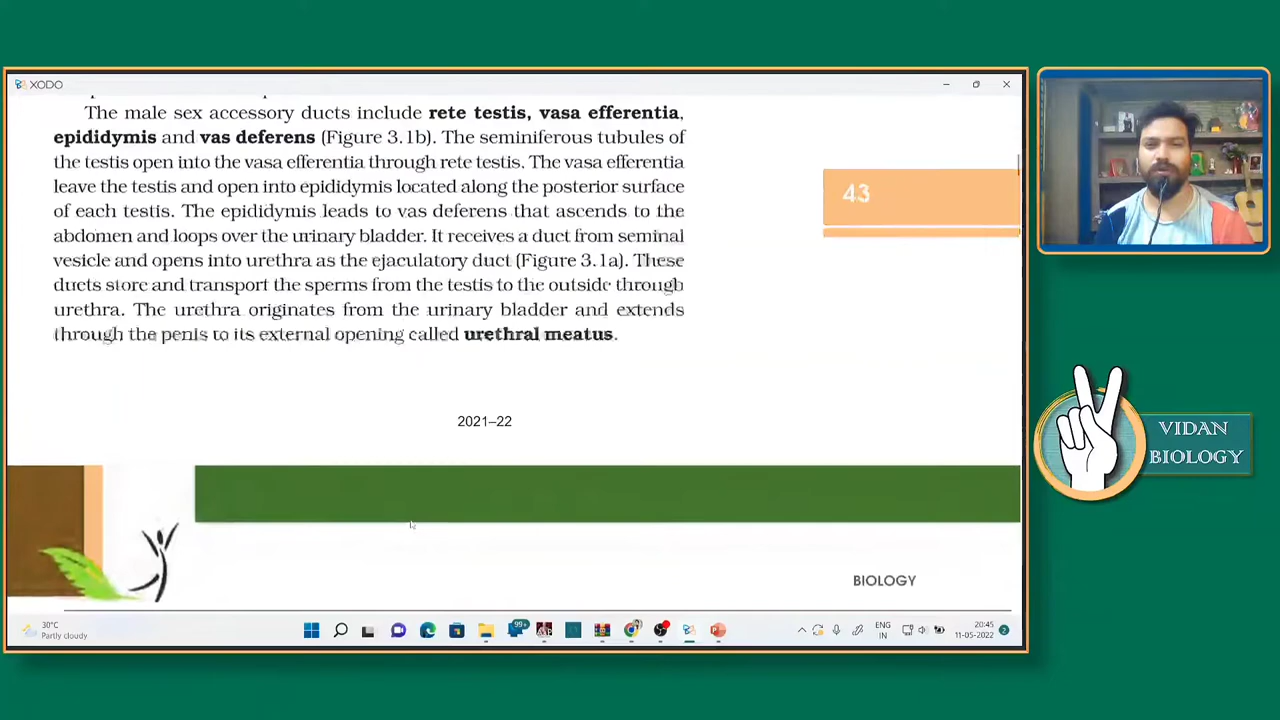 XODO
The male sex accessory ducts include rete testis, vasa efferentia,
epididymis and vas deferens (Figure 3.1b). The seminiferous tubules of
the testis open into the vasa efferentia through rete testis. The vasa efferentia
leave the testis and open into epididymis located along the posterior surface
of each testis. The epididymis leads to vas deferens that ascends to the
abdomen and loops over the urinary bladder. It receives a duct from seminal
vesicle and opens into urethra as the ejaculatory duct (Figure 3.1a). These
ducts store and transport the sperms from the testis to the outside through
urethra. The urethra originates from the urinary bladder and extends
through the penis to its external opening called urethral meatus.
43
2021–22
BIOLOGY
VIDAN
BIOLOGY
30°C
Partly cloudy
99+
ENG
IN
20:45
11-05-2022
2